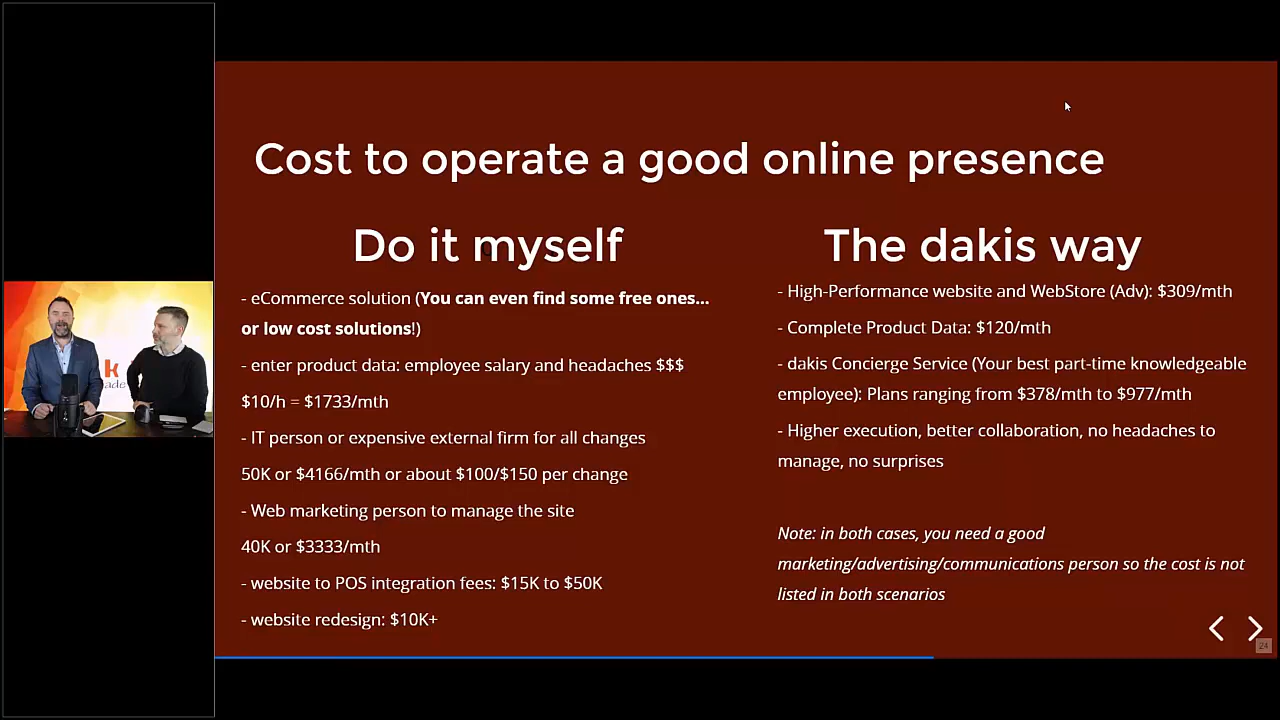 Cost to operate a good online presence
Do it myself
- eCommerce solution (You can even find some free ones...
or low cost solutions!)
- enter product data: employee salary and headaches $$$
$10/h = $1733/mth
- IT person or expensive external firm for all changes
50K or $4166/mth or about $100/$150 per change
- Web marketing person to manage the site
40K or $3333/mth
- website to POS integration fees: $15K to $50K
- website redesign: $10K+
The dakis way
- High-Performance website and WebStore (Adv): $309/mth
- Complete Product Data: $120/mth
- dakis Concierge Service (Your best part-time knowledgeable
employee): Plans ranging from $378/mth to $977/mth
- Higher execution, better collaboration, no headaches to
manage, no surprises
Note: in both cases, you need a good
marketing/advertising/communications person so the cost is not
listed in both scenarios
24